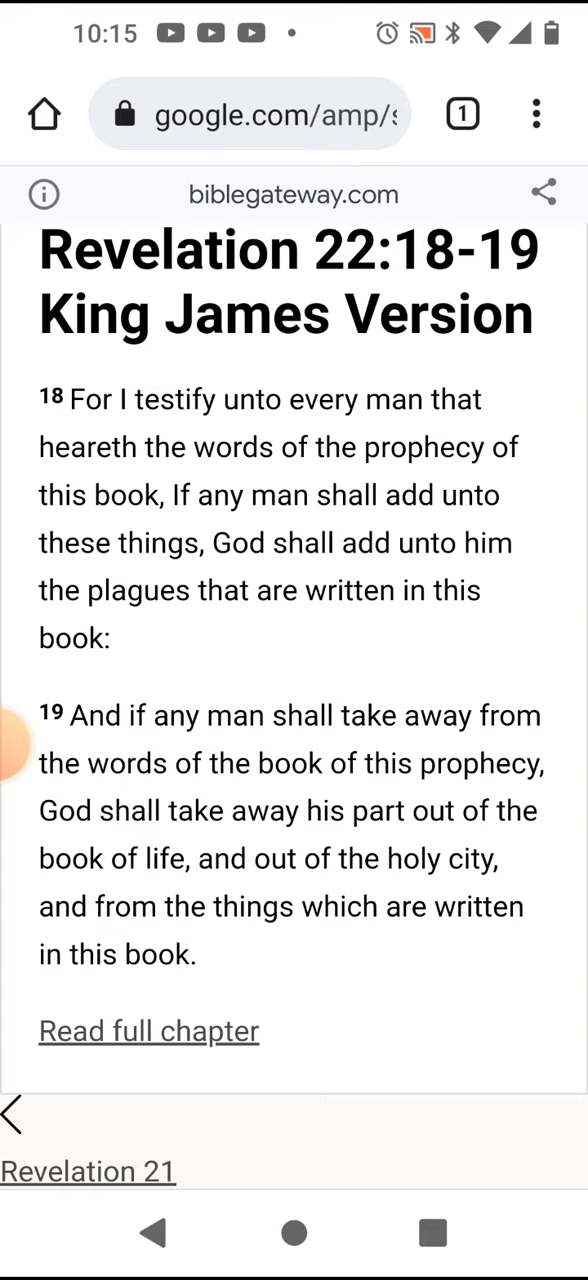 10:15
google.com/amp/s
1
biblegateway.com
Revelation 22:18-19
King James Version
18 For I testify unto every man that
heareth the words of the prophecy of
this book, If any man shall add unto
these things, God shall add unto him
the plagues that are written in this
book:
19 And if any man shall take away from
the words of the book of this prophecy,
God shall take away his part out of the
book of life, and out of the holy city,
and from the things which are written
in this book.
Read full chapter
Revelation 21